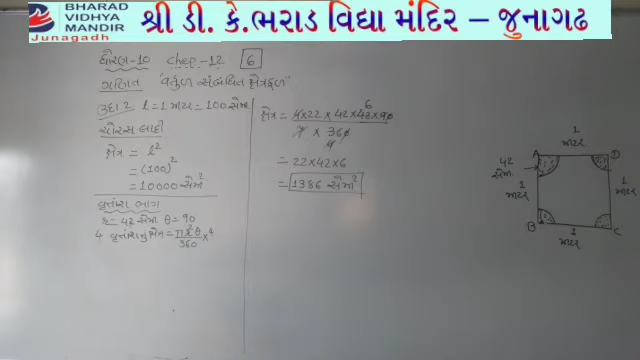 BHARAD
VIDHYA
MANDIR
Junagadh
શ્રી ડી. કે.ભરાડ વિદ્યા મંદિર – જુનાગઢ
ધોરણ-10 chep-12 6
ગણિત "વર્તુળ સંબંધિત ક્ષેત્રફળ"
ઉદા.2 l = 1 મીટર = 100 સેમી
ચોરસ લાદી
ક્ષેત્ર = l²
= (100)²
= 10000 સેમી²
વૃતાંશ ભાગ
r = 42 સેમી θ = 90
4 વૃતાંશનું ક્ષેત્ર = πr²θ/360 × 4
ક્ષેત્ર = 4 × 22 × 42 × 42 × 90 / 7 × 360
6
4
= 22 × 42 × 6
= 1386 સેમી²
1
મીટર
A D
42
સેમી
1
મીટર
1
મીટર
B C
1
મીટર